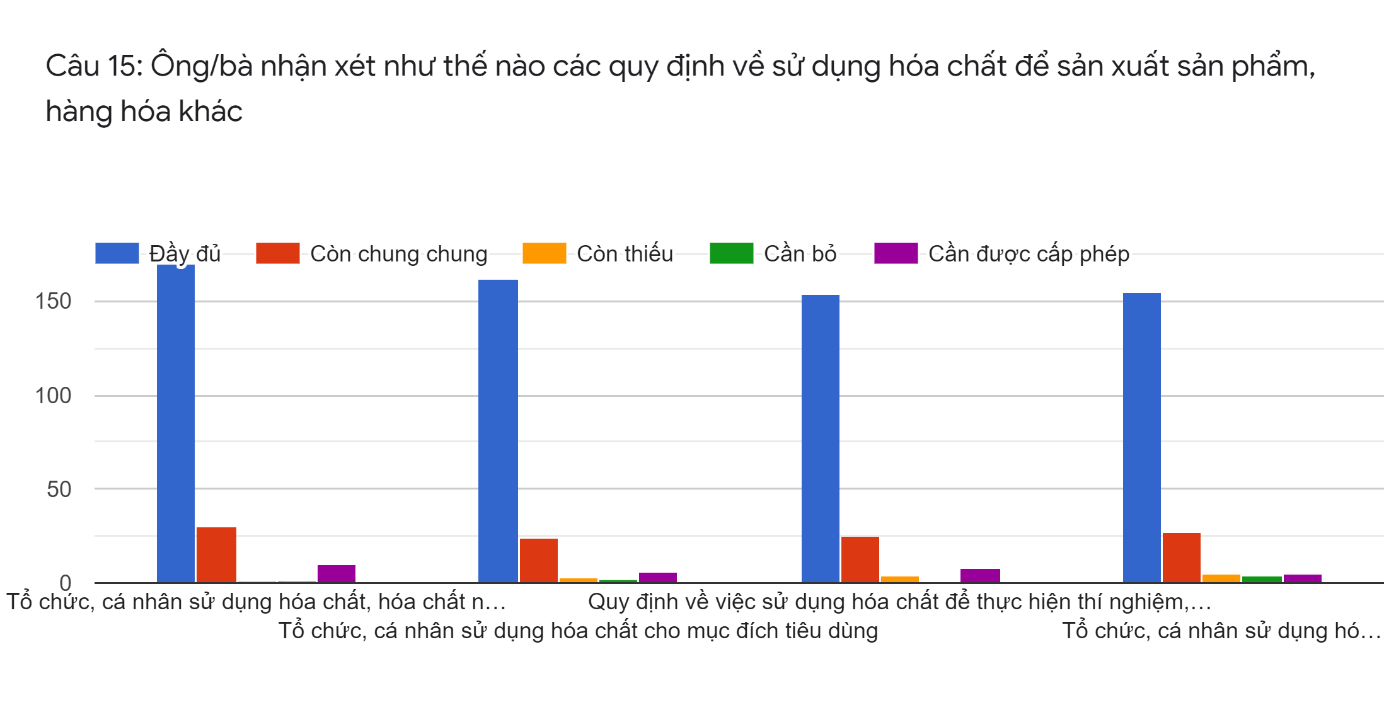 Câu 15: Ông/bà nhận xét như thế nào các quy định về sử dụng hóa chất để sản xuất sản phẩm,
hàng hóa khác
Đầy đủ Còn chung chung Còn thiếu Cần bỏ Cần được cấp phép
150
100
50
0
Tổ chức, cá nhân sử dụng hóa chất, hóa chất n… Quy định về việc sử dụng hóa chất để thực hiện thí nghiệm,…
Tổ chức, cá nhân sử dụng hóa chất cho mục đích tiêu dùng Tổ chức, cá nhân sử dụng hó…